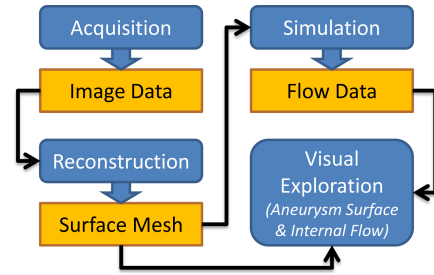 Acquisition
Image Data
Reconstruction
Surface Mesh
Simulation
Flow Data
Visual
Exploration
(Aneurysm Surface
& Internal Flow)